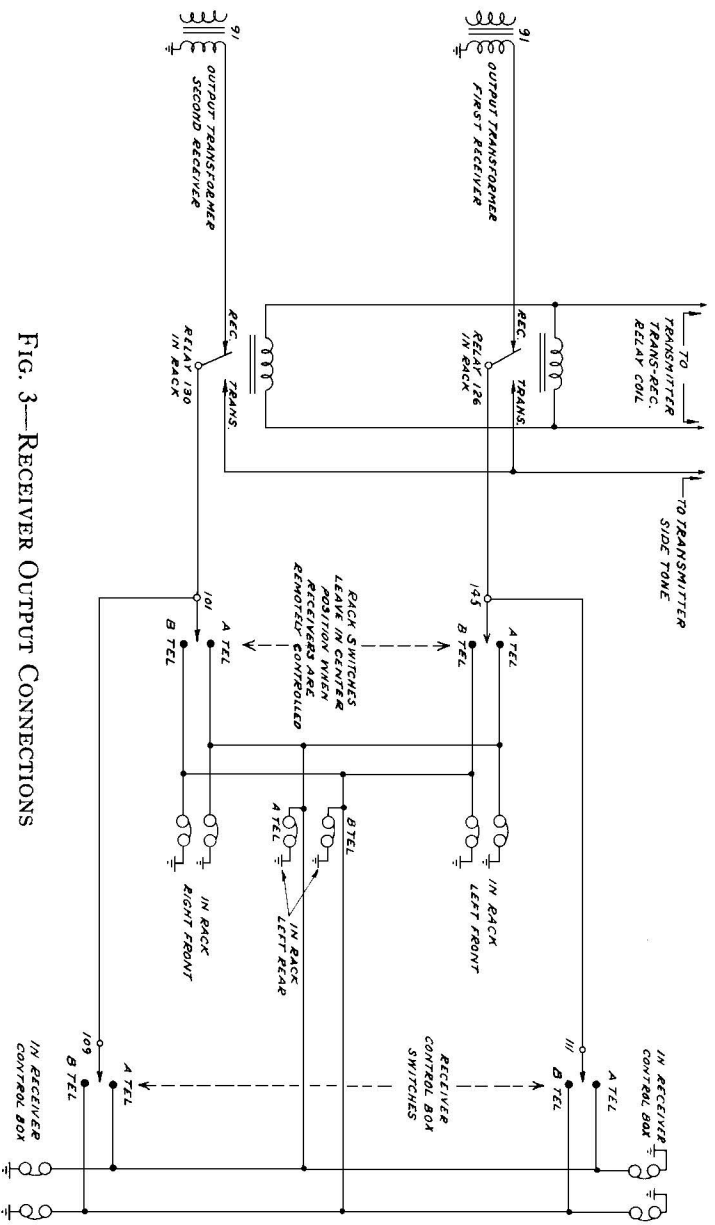 91
OUTPUT TRANSFORMER
SECOND RECEIVER
91
OUTPUT TRANSFORMER
FIRST RECEIVER
REC.
TRANS.
RELAY 130
IN RACK
REC.
TRANS.
RELAY 126
IN RACK
TO
TRANSMITTER
TRANS-REC.
RELAY COIL
TO TRANSMITTER
SIDE TONE
101
A TEL
B TEL
RACK SWITCHES
LEAVE IN CENTER
POSITION WHEN
RECEIVERS ARE
REMOTELY CONTROLLED
145
A TEL
B TEL
IN RACK
RIGHT FRONT
A TEL
B TEL
IN RACK
LEFT REAR
IN RACK
LEFT FRONT
109
A TEL
B TEL
IN RECEIVER
CONTROL BOX
RECEIVER
CONTROL BOX
SWITCHES
111
A TEL
B TEL
IN RECEIVER
CONTROL BOX
FIG. 3—RECEIVER OUTPUT CONNECTIONS